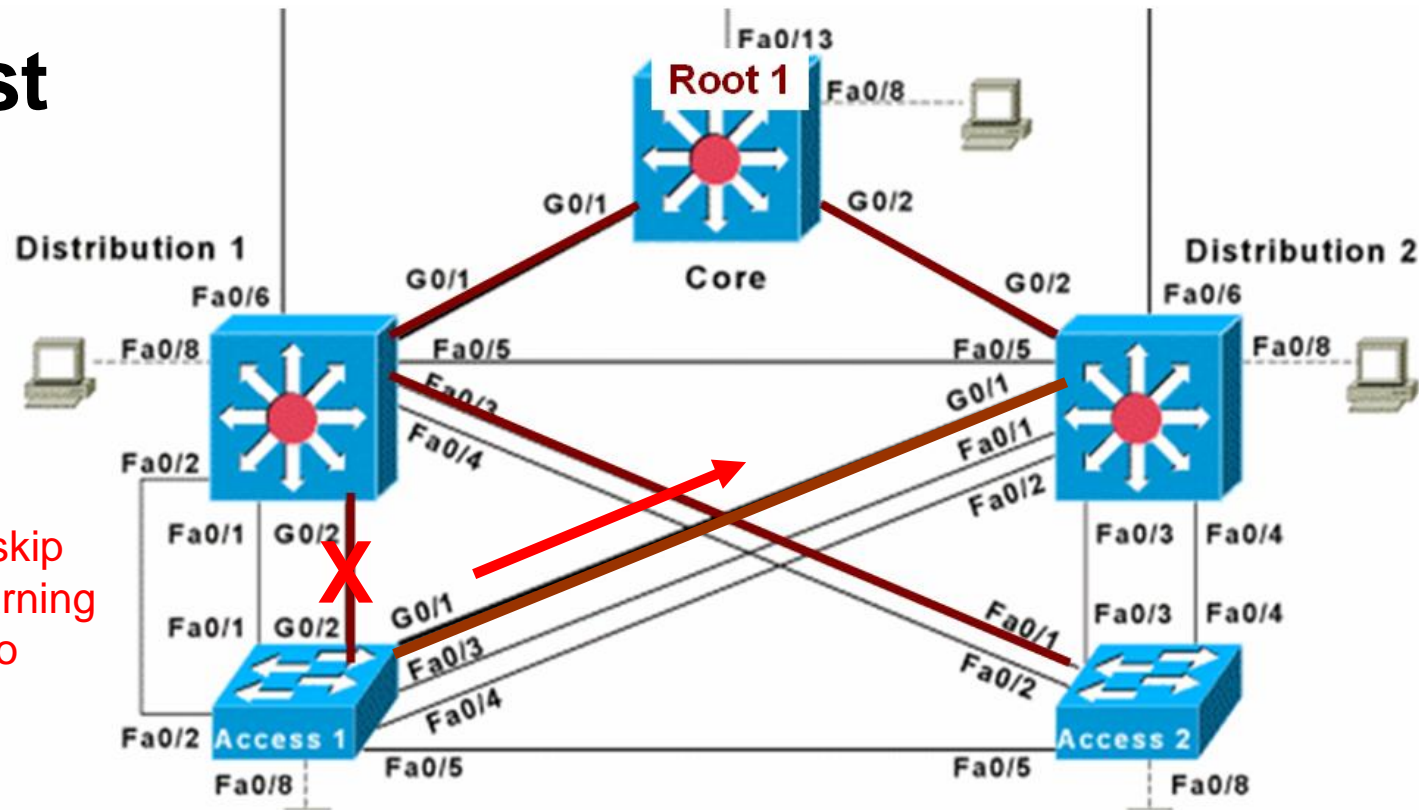 st
Fa0/13
Root 1
Fa0/8
G0/1
G0/2
Distribution 1
Distribution 2
Core
G0/1
G0/2
Fa0/6
Fa0/6
Fa0/8
Fa0/5
Fa0/5
Fa0/8
Fa0/3
G0/1
Fa0/4
Fa0/1
Fa0/2
Fa0/2
Fa0/1
G0/2
Fa0/3
Fa0/4
skip
rning
X
o
G0/1
Fa0/1
G0/2
Fa0/1
Fa0/3
Fa0/4
Fa0/3
Fa0/2
Fa0/4
Fa0/2
Access 1
Access 2
Fa0/5
Fa0/5
Fa0/8
Fa0/8